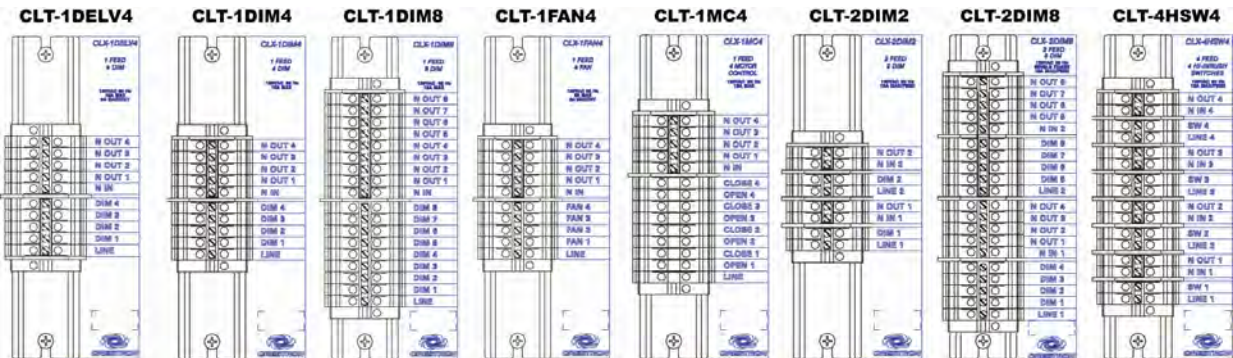 CLT-1DELV4
CLT-1DIM4
CLT-1DIM8
CLT-1FAN4
CLT-1MC4
CLT-2DIM2
CLT-2DIM8
CLT-4HSW4
CLX-1DELV4
1 FEED
4 DIM
N OUT 4
N OUT 3
N OUT 2
N OUT 1
N IN
DIM 4
DIM 3
DIM 2
DIM 1
LINE
CRESTRON
CLX-1DIM4
1 FEED
4 DIM
N OUT 4
N OUT 3
N OUT 2
N OUT 1
N IN
DIM 4
DIM 3
DIM 2
DIM 1
LINE
CRESTRON
CLX-1DIM8
1 FEED
8 DIM
N OUT 8
N OUT 7
N OUT 6
N OUT 5
N OUT 4
N OUT 3
N OUT 2
N OUT 1
N IN
DIM 8
DIM 7
DIM 6
DIM 5
DIM 4
DIM 3
DIM 2
DIM 1
LINE
CRESTRON
CLX-1FAN4
1 FEED
4 FAN
N OUT 4
N OUT 3
N OUT 2
N OUT 1
N IN
FAN 4
FAN 3
FAN 2
FAN 1
LINE
CRESTRON
CLX-1MC4
1 FEED
4 MOTOR
CONTROL
N OUT 4
N OUT 3
N OUT 2
N OUT 1
N IN
CLOSE 4
OPEN 4
CLOSE 3
OPEN 3
CLOSE 2
OPEN 2
CLOSE 1
OPEN 1
LINE
CRESTRON
CLX-2DIM2
2 FEED
2 DIM
N OUT 2
N IN 2
DIM 2
LINE 2
N OUT 1
N IN 1
DIM 1
LINE 1
CRESTRON
CLX-2DIM8
2 FEED
8 DIM
N OUT 8
N OUT 7
N OUT 6
N OUT 5
N IN 2
DIM 8
DIM 7
DIM 6
DIM 5
LINE 2
N OUT 4
N OUT 3
N OUT 2
N OUT 1
N IN 1
DIM 4
DIM 3
DIM 2
DIM 1
LINE 1
CRESTRON
CLX-4HSW4
4 FEED
4 HI-INRUSH
SWITCHES
N OUT 4
N IN 4
SW 4
LINE 4
N OUT 3
N IN 3
SW 3
LINE 3
N OUT 2
N IN 2
SW 2
LINE 2
N OUT 1
N IN 1
SW 1
LINE 1
CRESTRON